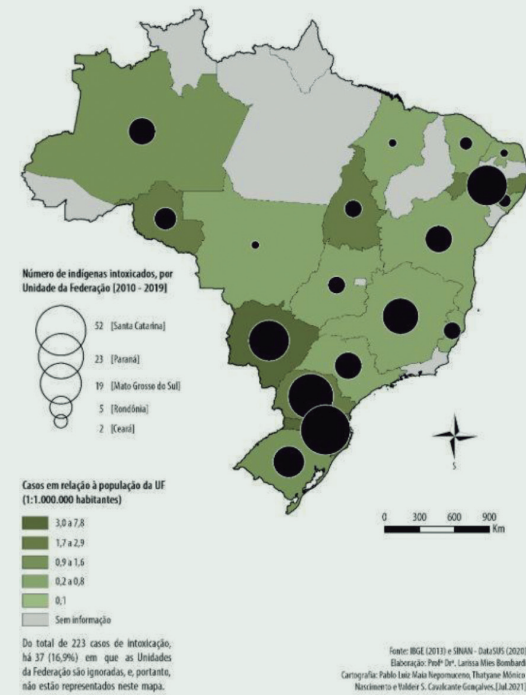 Número de indígenas intoxicados, por
Unidade da Federação [2010 - 2019]
52 [Santa Catarina]
23 [Paraná]
19 [Mato Grosso do Sul]
5 [Rondônia]
2 [Ceará]
Casos em relação à população da UF
(1:1.000.000 habitantes)
3,0 a 7,8
1,7 a 2,9
0,9 a 1,6
0,2 a 0,8
0,1
Sem informação
Do total de 223 casos de intoxicação,
há 37 (16,9%) em que as Unidades
da Federação são ignoradas, e, portanto,
não estão representados neste mapa.
S
0 300 600 900
Km
Fonte: IBGE (2013) e SINAN - DataSUS (2020)
Elaboração: Profª Drª. Larissa Mies Bombardi
Cartografia: Pablo Luiz Maia Nepomuceno, Thatyane Mônico
Nascimento e Valder S. Cavalcante Gonçalves. [Jul.2021]